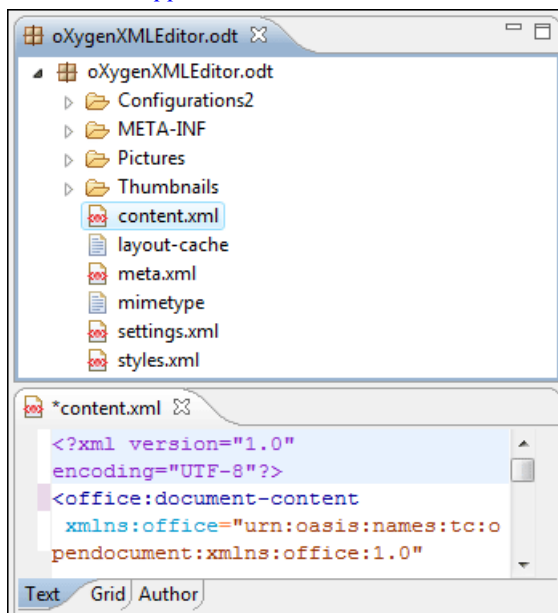 oXygenXMLEditor.odt
oXygenXMLEditor.odt
Configurations2
META-INF
Pictures
Thumbnails
content.xml
layout-cache
meta.xml
mimetype
settings.xml
styles.xml
*content.xml
<?xml version="1.0"
encoding="UTF-8"?>
<office:document-content
xmlns:office="urn:oasis:names:tc:o
pendocument:xmlns:office:1.0"
Text Grid Author